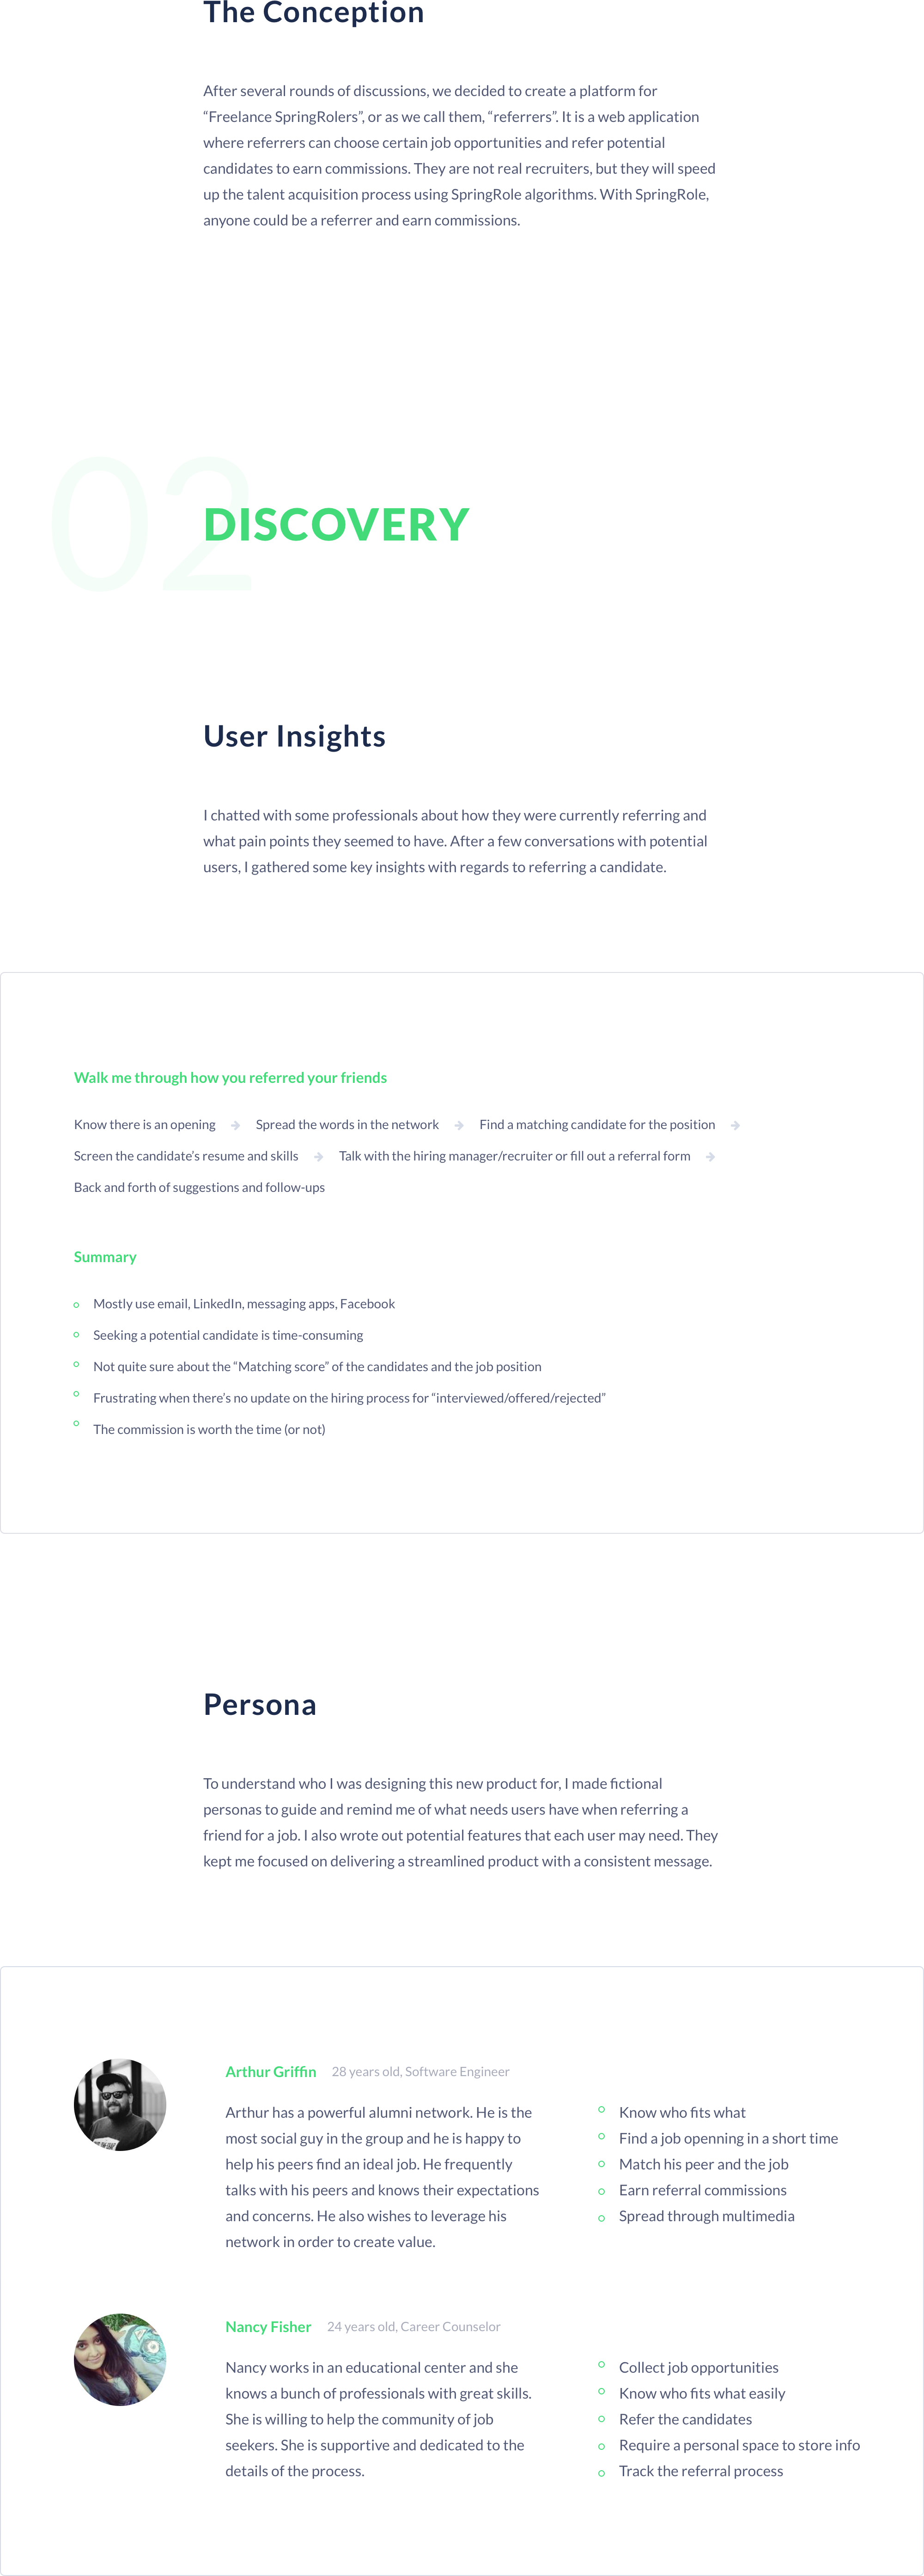 The Conception
After several rounds of discussions, we decided to create a platform for
“Freelance SpringRolers”, or as we call them, “referrers”. It is a web application
where referrers can choose certain job opportunities and refer potential
candidates to earn commissions. They are not real recruiters, but they will speed
up the talent acquisition process using SpringRole algorithms. With SpringRole,
anyone could be a referrer and earn commissions.
02
DISCOVERY
User Insights
I chatted with some professionals about how they were currently referring and
what pain points they seemed to have. After a few conversations with potential
users, I gathered some key insights with regards to referring a candidate.
Walk me through how you referred your friends
Know there is an opening → Spread the words in the network → Find a matching candidate for the position →
Screen the candidate’s resume and skills → Talk with the hiring manager/recruiter or fill out a referral form →
Back and forth of suggestions and follow-ups
Summary
Mostly use email, LinkedIn, messaging apps, Facebook
Seeking a potential candidate is time-consuming
Not quite sure about the “Matching score” of the candidates and the job position
Frustrating when there’s no update on the hiring process for “interviewed/offered/rejected”
The commission is worth the time (or not)
Persona
To understand who I was designing this new product for, I made fictional
personas to guide and remind me of what needs users have when referring a
friend for a job. I also wrote out potential features that each user may need. They
kept me focused on delivering a streamlined product with a consistent message.
Arthur Griffin 28 years old, Software Engineer
Arthur has a powerful alumni network. He is the
most social guy in the group and he is happy to
help his peers find an ideal job. He frequently
talks with his peers and knows their expectations
and concerns. He also wishes to leverage his
network in order to create value.
Know who fits what
Find a job openning in a short time
Match his peer and the job
Earn referral commissions
Spread through multimedia
Nancy Fisher 24 years old, Career Counselor
Nancy works in an educational center and she
knows a bunch of professionals with great skills.
She is willing to help the community of job
seekers. She is supportive and dedicated to the
details of the process.
Collect job opportunities
Know who fits what easily
Refer the candidates
Require a personal space to store info
Track the referral process